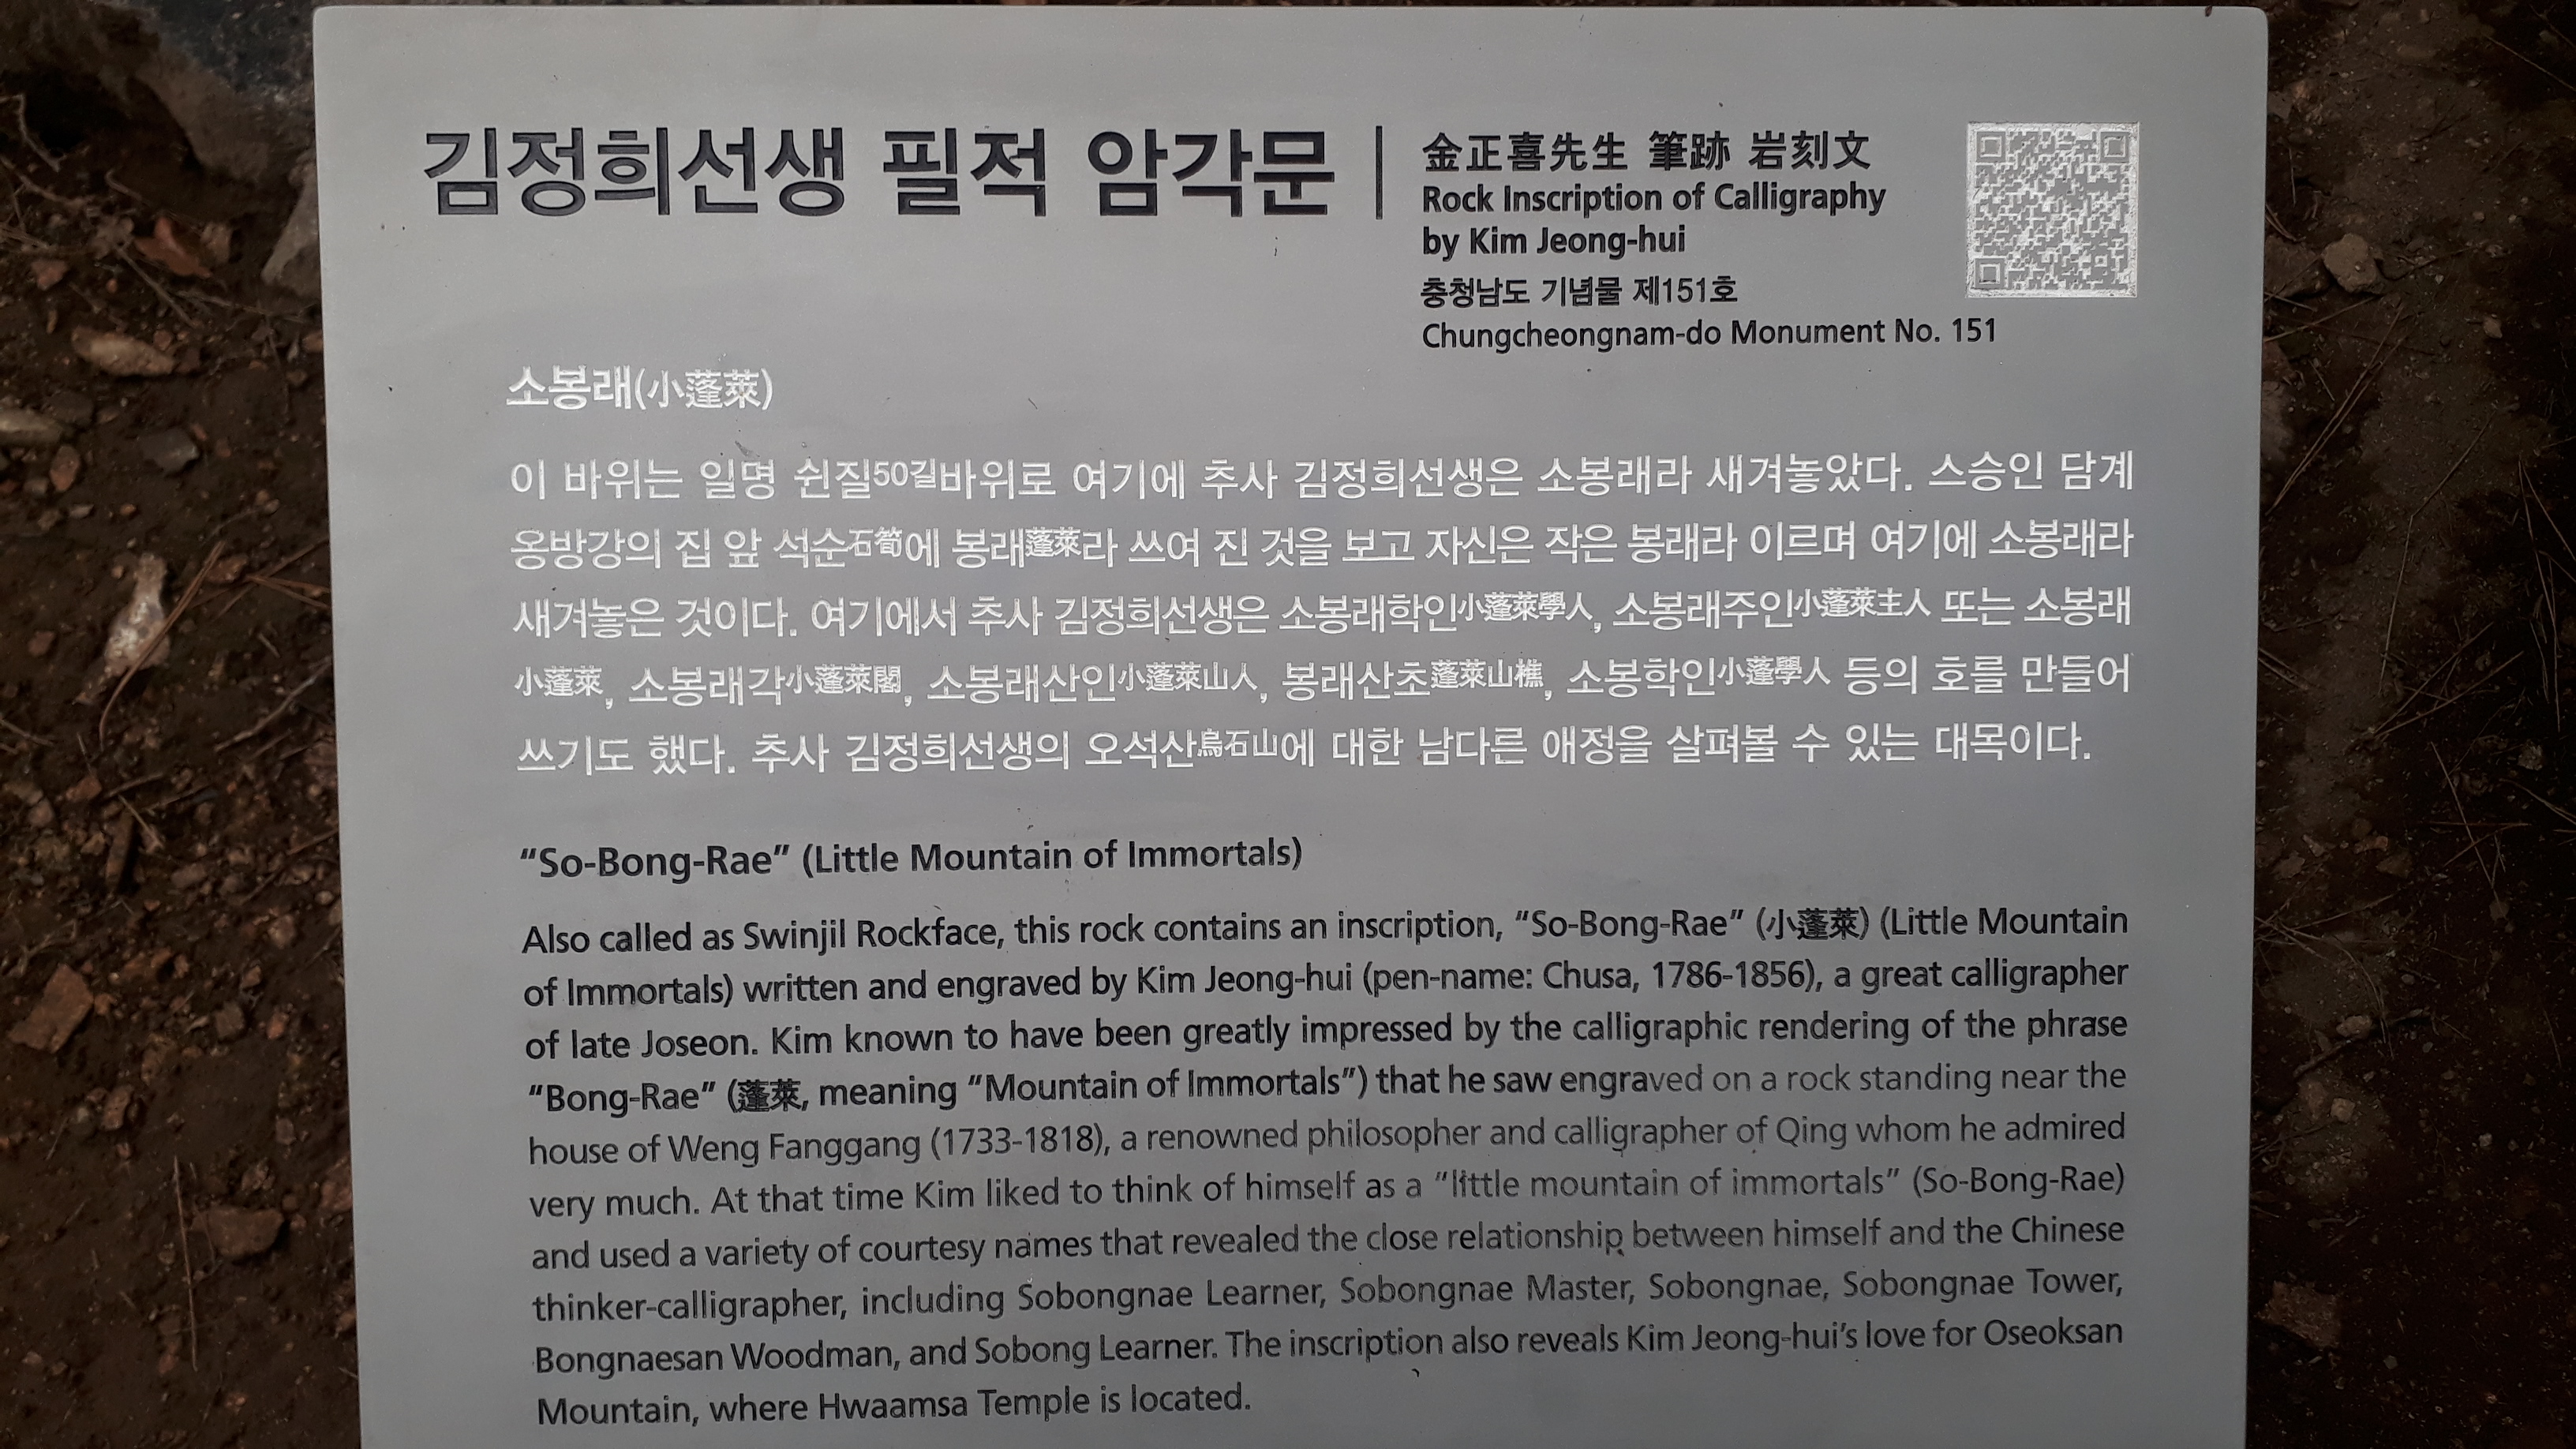 김정희선생 필적 암각문
金正喜先生 筆跡 岩刻文
Rock Inscription of Calligraphy
by Kim Jeong-hui
충청남도 기념물 제151호
Chungcheongnam-do Monument No. 151
소봉래(小蓬萊)
이 바위는 일명 쉰질50길바위로 여기에 추사 김정희선생은 소봉래라 새겨놓았다. 스승인 담계
옹방강의 집 앞 석순石筍에 봉래蓬萊라 쓰여 진 것을 보고 자신은 작은 봉래라 이르며 여기에 소봉래라
새겨놓은 것이다. 여기에서 추사 김정희선생은 소봉래학인小蓬萊學人, 소봉래주인小蓬萊主人 또는 소봉래
小蓬萊, 소봉래각小蓬萊閣, 소봉래산인小蓬萊山人, 봉래산초蓬萊山樵, 소봉학인小蓬學人 등의 호를 만들어
쓰기도 했다. 추사 김정희선생의 오석산烏石山에 대한 남다른 애정을 살펴볼 수 있는 대목이다.
“So-Bong-Rae” (Little Mountain of Immortals)
Also called as Swinjil Rockface, this rock contains an inscription, “So-Bong-Rae” (小蓬萊) (Little Mountain
of Immortals) written and engraved by Kim Jeong-hui (pen-name: Chusa, 1786-1856), a great calligrapher
of late Joseon. Kim known to have been greatly impressed by the calligraphic rendering of the phrase
“Bong-Rae” (蓬萊, meaning “Mountain of Immortals”) that he saw engraved on a rock standing near the
house of Weng Fanggang (1733-1818), a renowned philosopher and calligrapher of Qing whom he admired
very much. At that time Kim liked to think of himself as a “little mountain of immortals” (So-Bong-Rae)
and used a variety of courtesy names that revealed the close relationship between himself and the Chinese
thinker-calligrapher, including Sobongnae Learner, Sobongnae Master, Sobongnae, Sobongnae Tower,
Bongnaesan Woodman, and Sobong Learner. The inscription also reveals Kim Jeong-hui’s love for Oseoksan
Mountain, where Hwaamsa Temple is located.